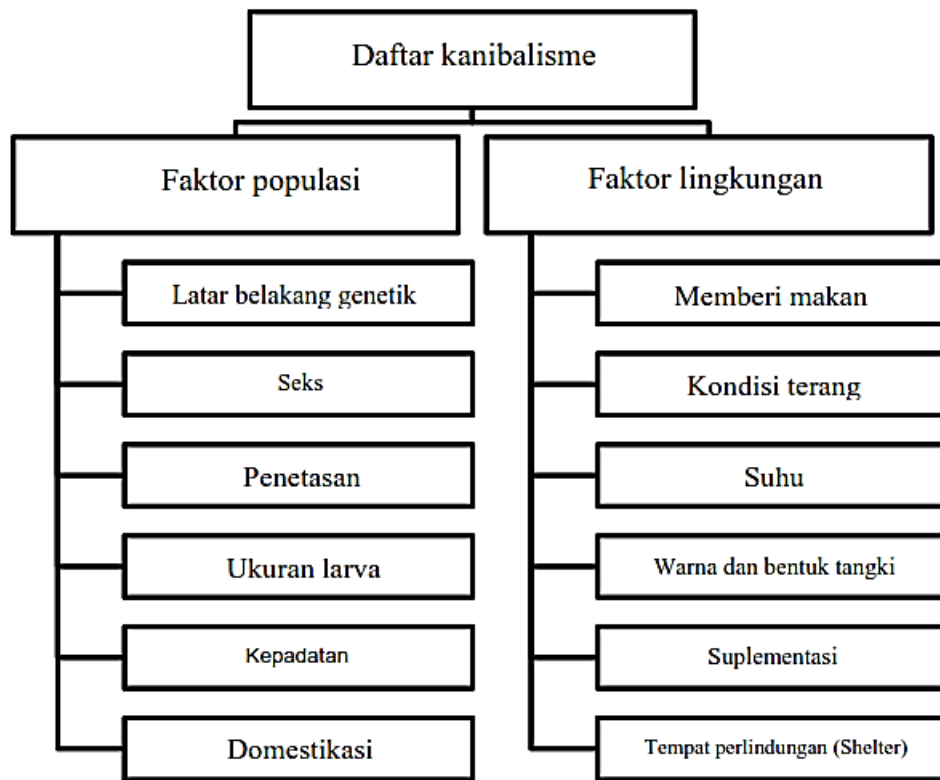 Daftar kanibalisme
Faktor populasi
Faktor lingkungan
Latar belakang genetik
Seks
Penetasan
Ukuran larva
Kepadatan
Domestikasi
Memberi makan
Kondisi terang
Suhu
Warna dan bentuk tangki
Suplementasi
Tempat perlindungan (Shelter)